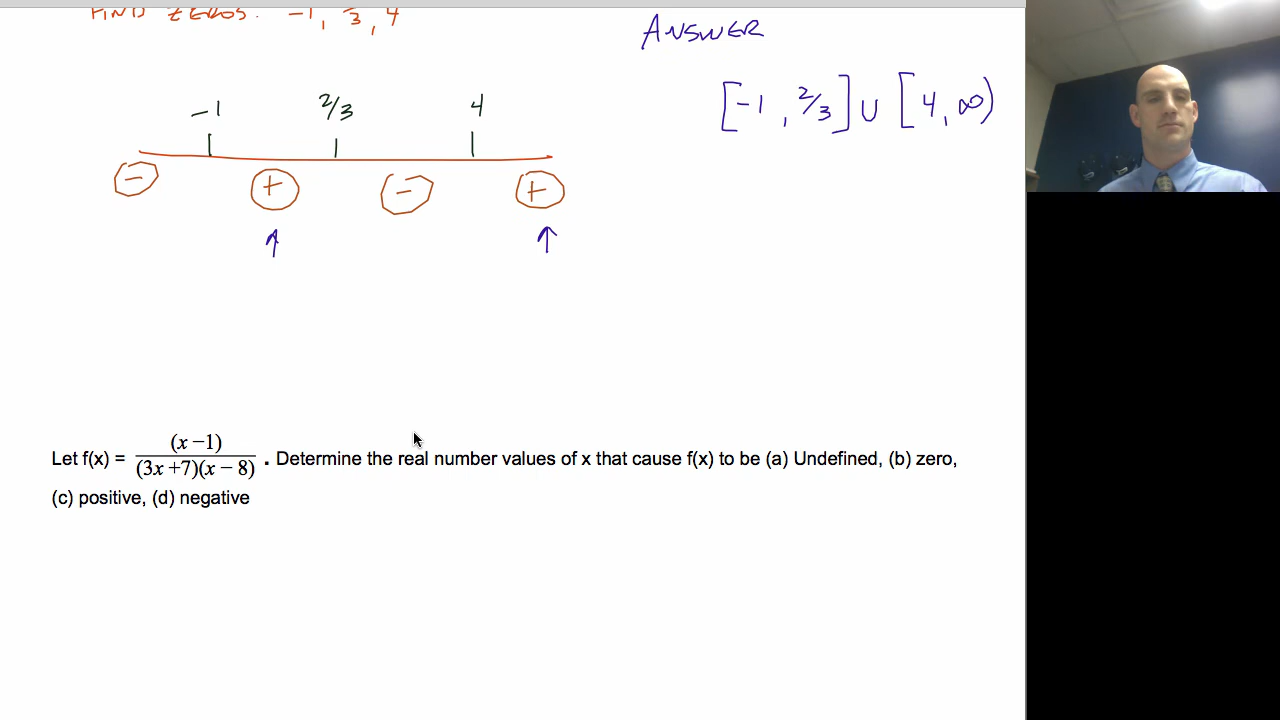 FIND ZEROS: -1, 3, 4
ANSWER
[-1, 2/3] ∪ [4, ∞)
-1 2/3 4
- + - +
↑ ↑
Let f(x) = (x − 1) / (3x + 7)(x − 8) . Determine the real number values of x that cause f(x) to be (a) Undefined, (b) zero,
(c) positive, (d) negative